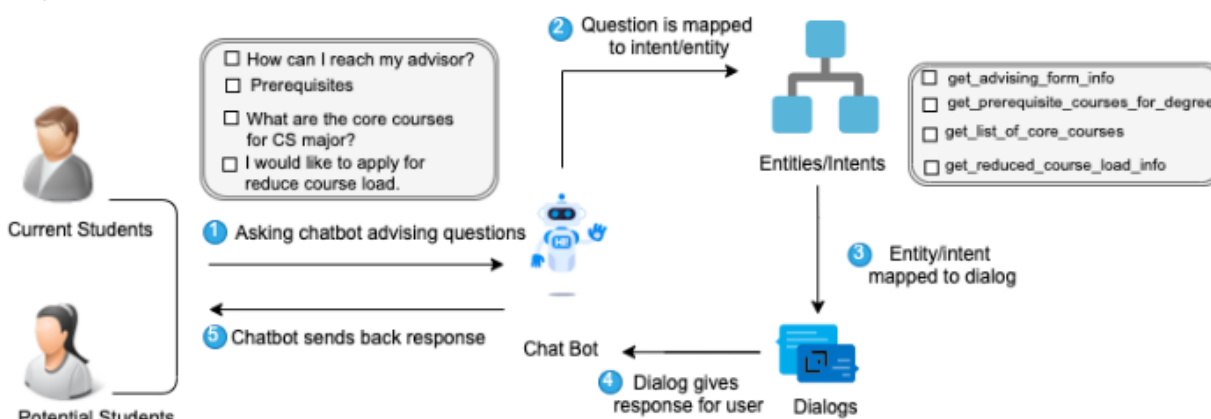 How can I reach my advisor?
Prerequisites
What are the core courses
for CS major?
I would like to apply for
reduce course load.
2 Question is mapped
to intent/entity
get_advising_form_info
get_prerequisite_courses_for_degree
get_list_of_core_courses
get_reduced_course_load_info
Entities/Intents
Current Students
1 Asking chatbot advising questions
HI!
3 Entity/intent
mapped to dialog
5 Chatbot sends back response
Chat Bot
4 Dialog gives
response for user
Dialogs
Potential Students